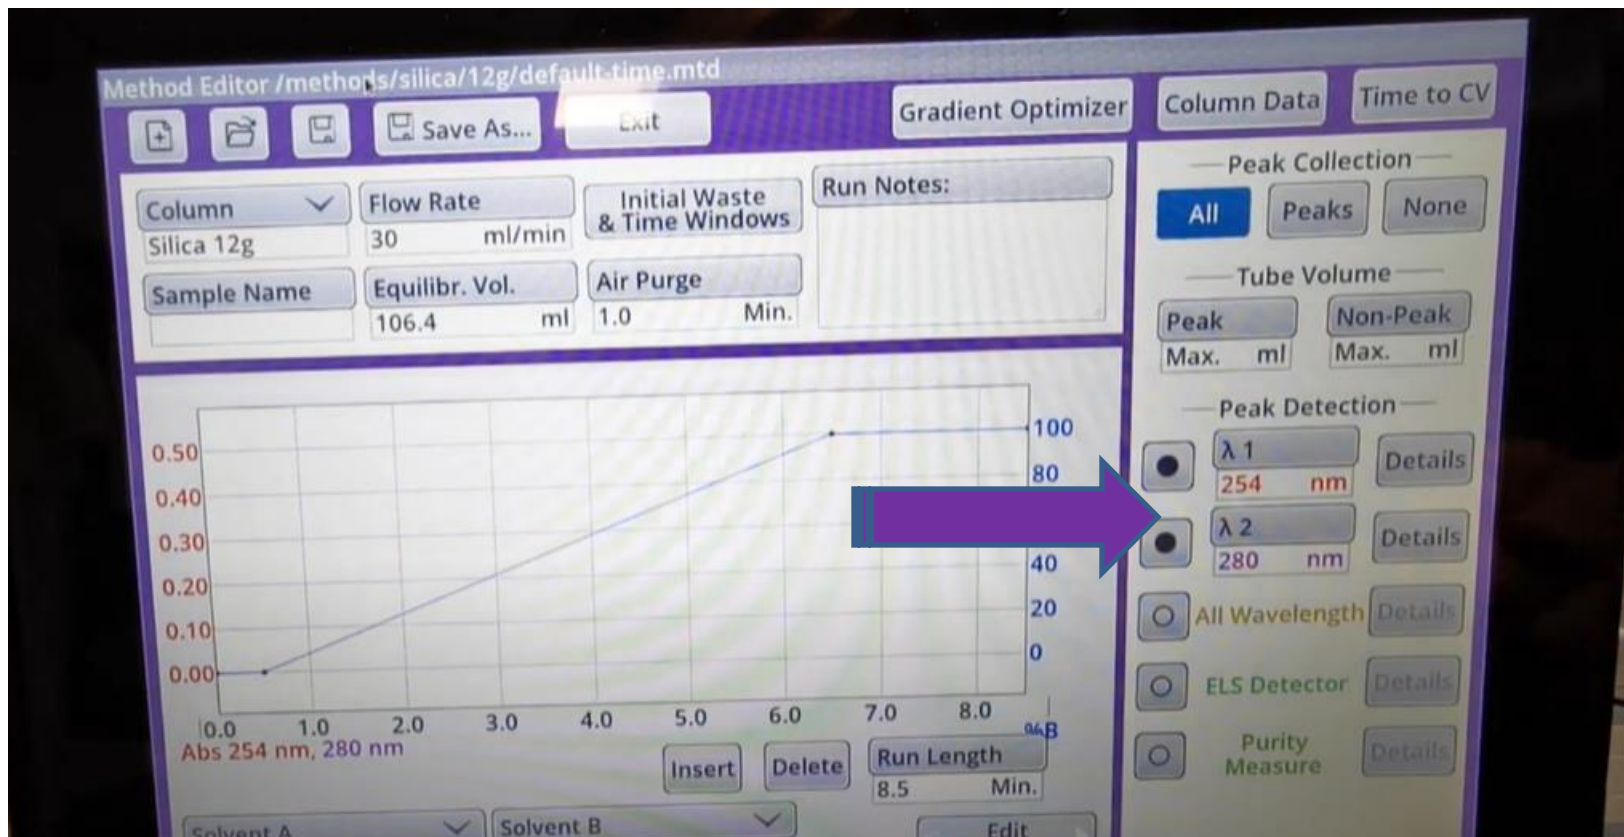 Method Editor /methods/silica/12g/default-time.mtd
Save As...
Exit
Gradient Optimizer
Column Data
Time to CV
Column
Silica 12g
Flow Rate
30 ml/min
Initial Waste
& Time Windows
Run Notes:
Sample Name
Equilibr. Vol.
106.4 ml
Air Purge
1.0 Min.
Peak Collection
All Peaks None
Tube Volume
Peak Non-Peak
Max. ml Max. ml
Peak Detection
λ 1
254 nm
Details
λ 2
280 nm
Details
All Wavelength Details
ELS Detector Details
Purity
Measure
Details
0.50
0.40
0.30
0.20
0.10
0.00
100
80
40
20
0
0.0 1.0 2.0 3.0 4.0 5.0 6.0 7.0 8.0
%B
Abs 254 nm, 280 nm
Insert Delete
Run Length
8.5 Min.
Solvent A Solvent B Edit